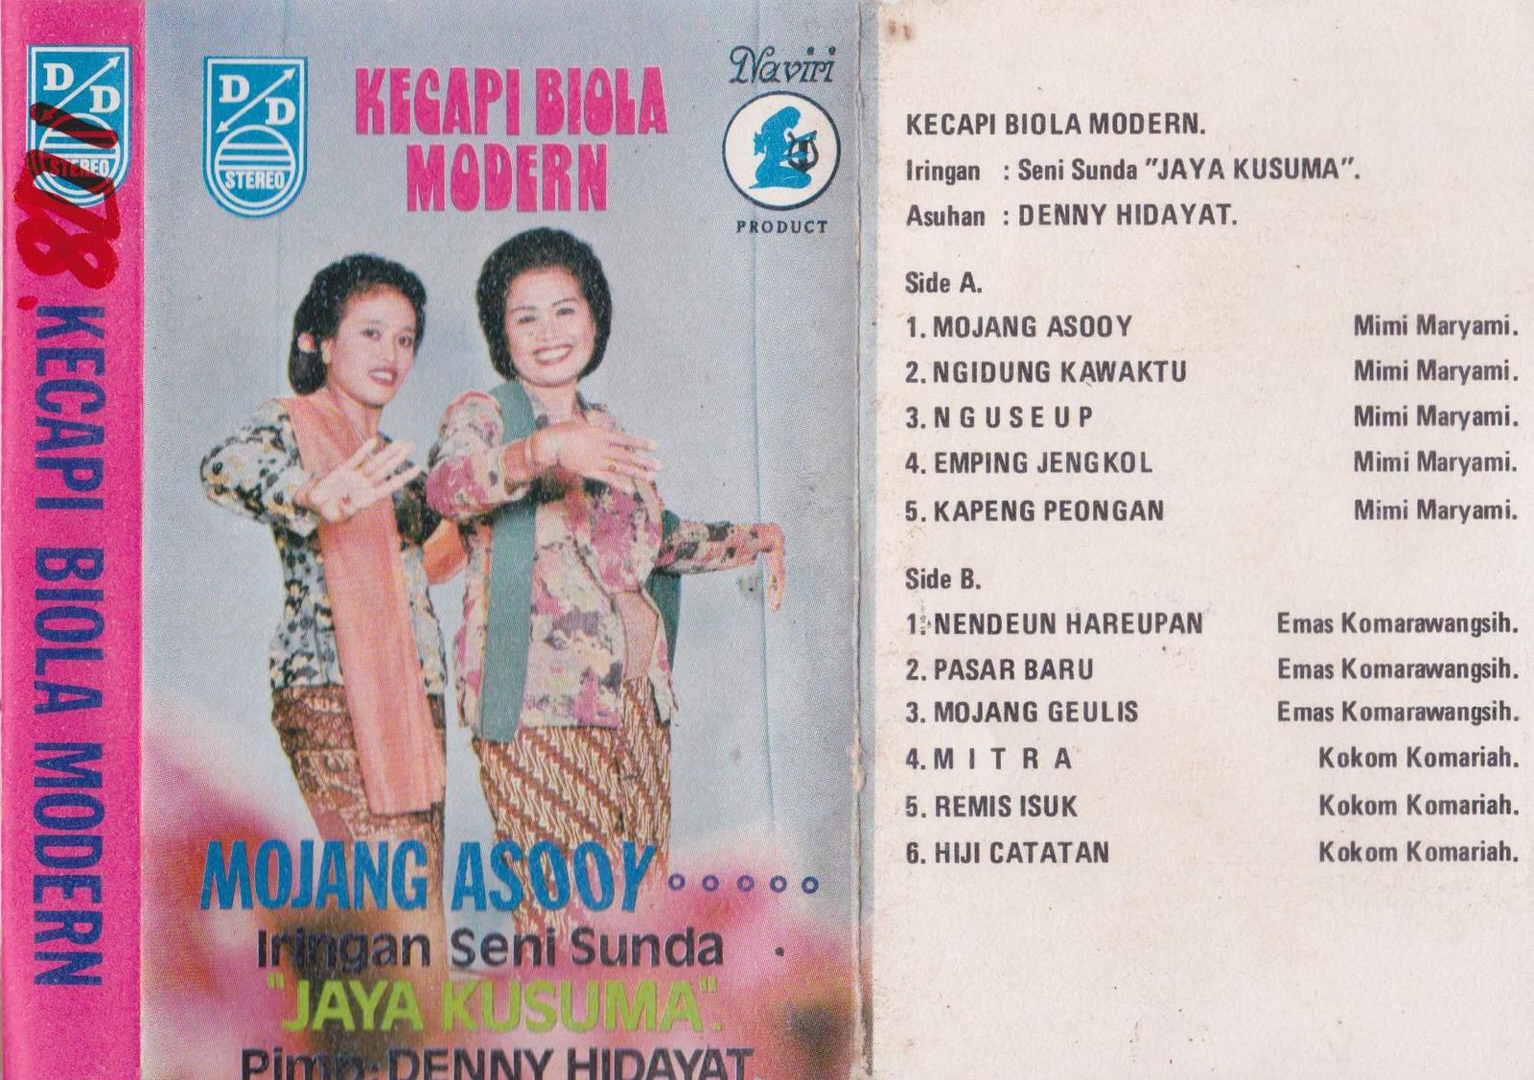 D D
STEREO
KECAPI BIOLA MODERN
D D
STEREO
KECAPI BIOLA
MODERN
Naviri
PRODUCT
MOJANG ASOOY
Iringan Seni Sunda
"JAYA KUSUMA".
Pimp: DENNY HIDAYAT.
KECAPI BIOLA MODERN.
Iringan : Seni Sunda "JAYA KUSUMA".
Asuhan : DENNY HIDAYAT.
Side A.
1. MOJANG ASOOY Mimi Maryami.
2. NGIDUNG KAWAKTU Mimi Maryami.
3. N G U S E U P Mimi Maryami.
4. EMPING JENGKOL Mimi Maryami.
5. KAPENG PEONGAN Mimi Maryami.
Side B.
1. NENDEUN HAREUPAN Emas Komarawangsih.
2. PASAR BARU Emas Komarawangsih.
3. MOJANG GEULIS Emas Komarawangsih.
4. M I T R A Kokom Komariah.
5. REMIS ISUK Kokom Komariah.
6. HIJI CATATAN Kokom Komariah.